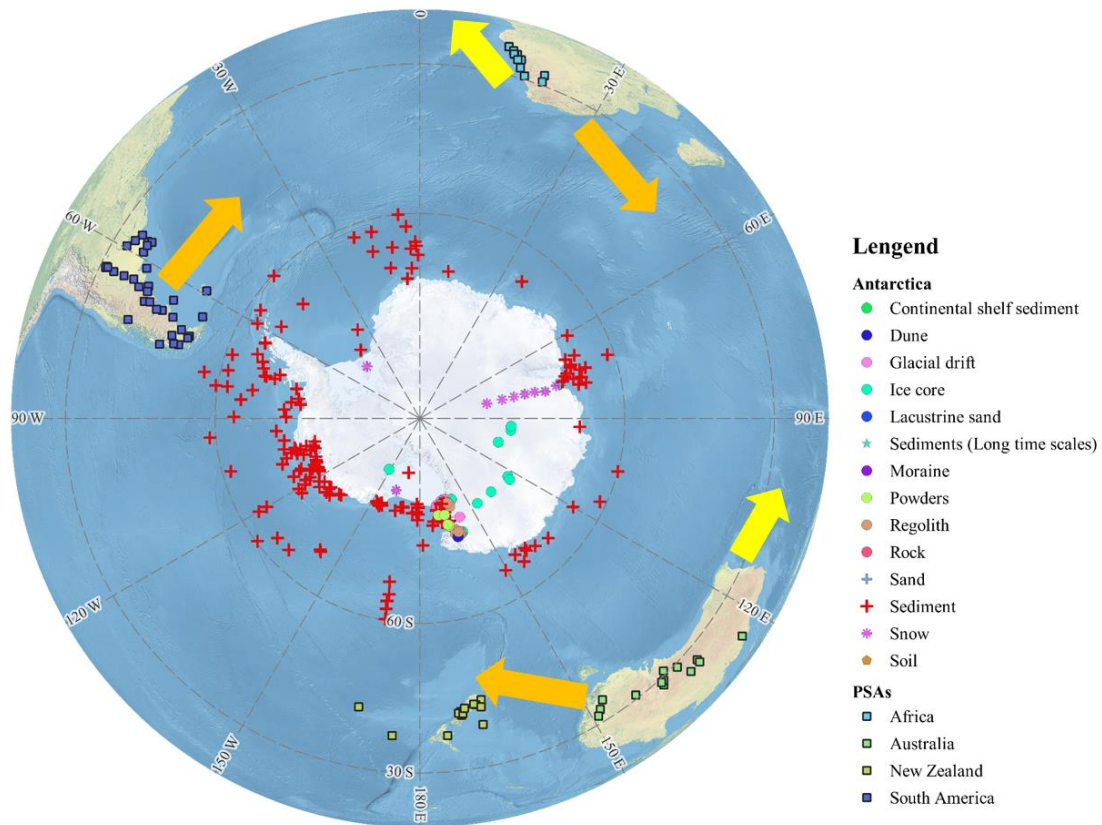 0
30 W
30 E
60 W
60 E
90 W
90 E
120 W
120 E
60 S
150 W
30 S
150 E
180 E
Lengend
Antarctica
Continental shelf sediment
Dune
Glacial drift
Ice core
Lacustrine sand
Sediments (Long time scales)
Moraine
Powders
Regolith
Rock
Sand
Sediment
Snow
Soil
PSAs
Africa
Australia
New Zealand
South America